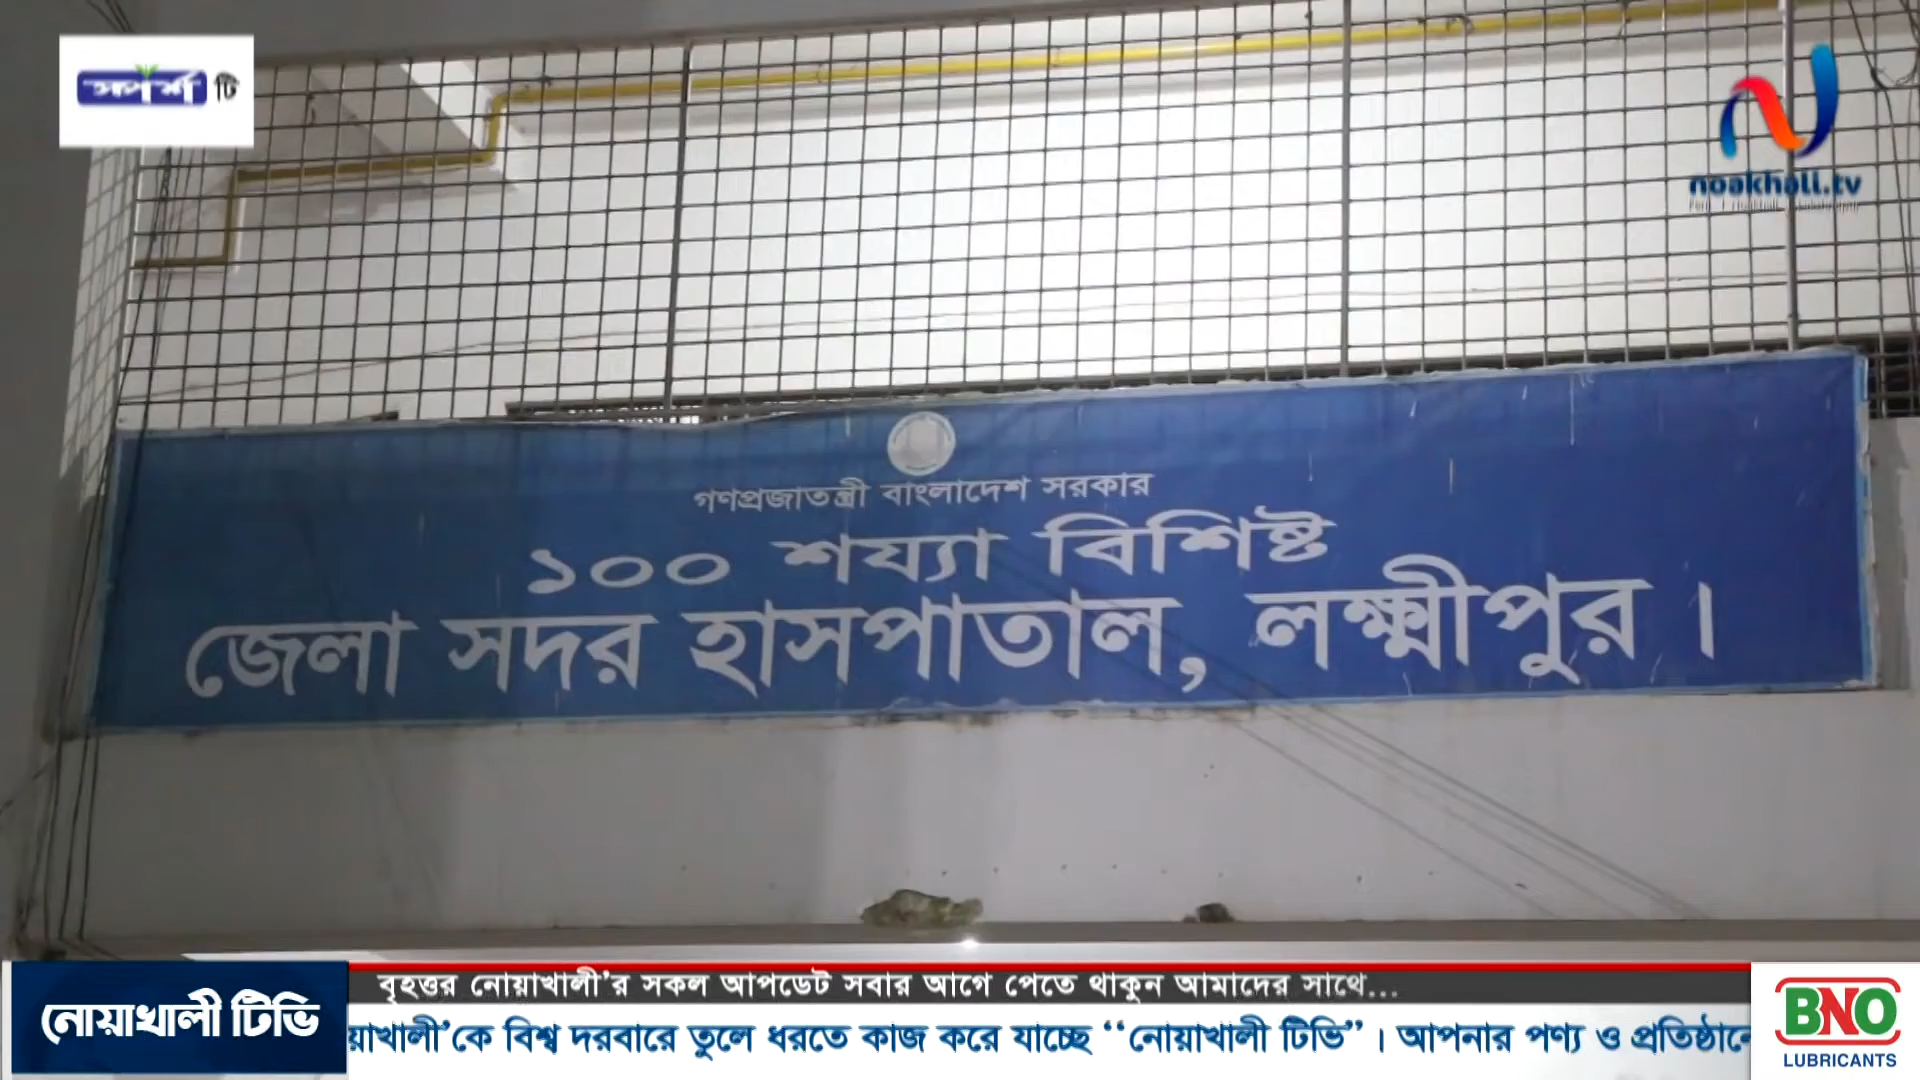 স্পর্শ টি
noakhali.tv
গণপ্রজাতন্ত্রী বাংলাদেশ সরকার
১০০ শয্যা বিশিষ্ট
জেলা সদর হাসপাতাল, লক্ষ্মীপুর।
বৃহত্তর নোয়াখালী’র সকল আপডেট সবার আগে পেতে থাকুন আমাদের সাথে...
নোয়াখালী টিভি
য়াখালী’কে বিশ্ব দরবারে তুলে ধরতে কাজ করে যাচ্ছে ‘‘নোয়াখালী টিভি’’। আপনার পণ্য ও প্রতিষ্ঠানে
BNO
LUBRICANTS